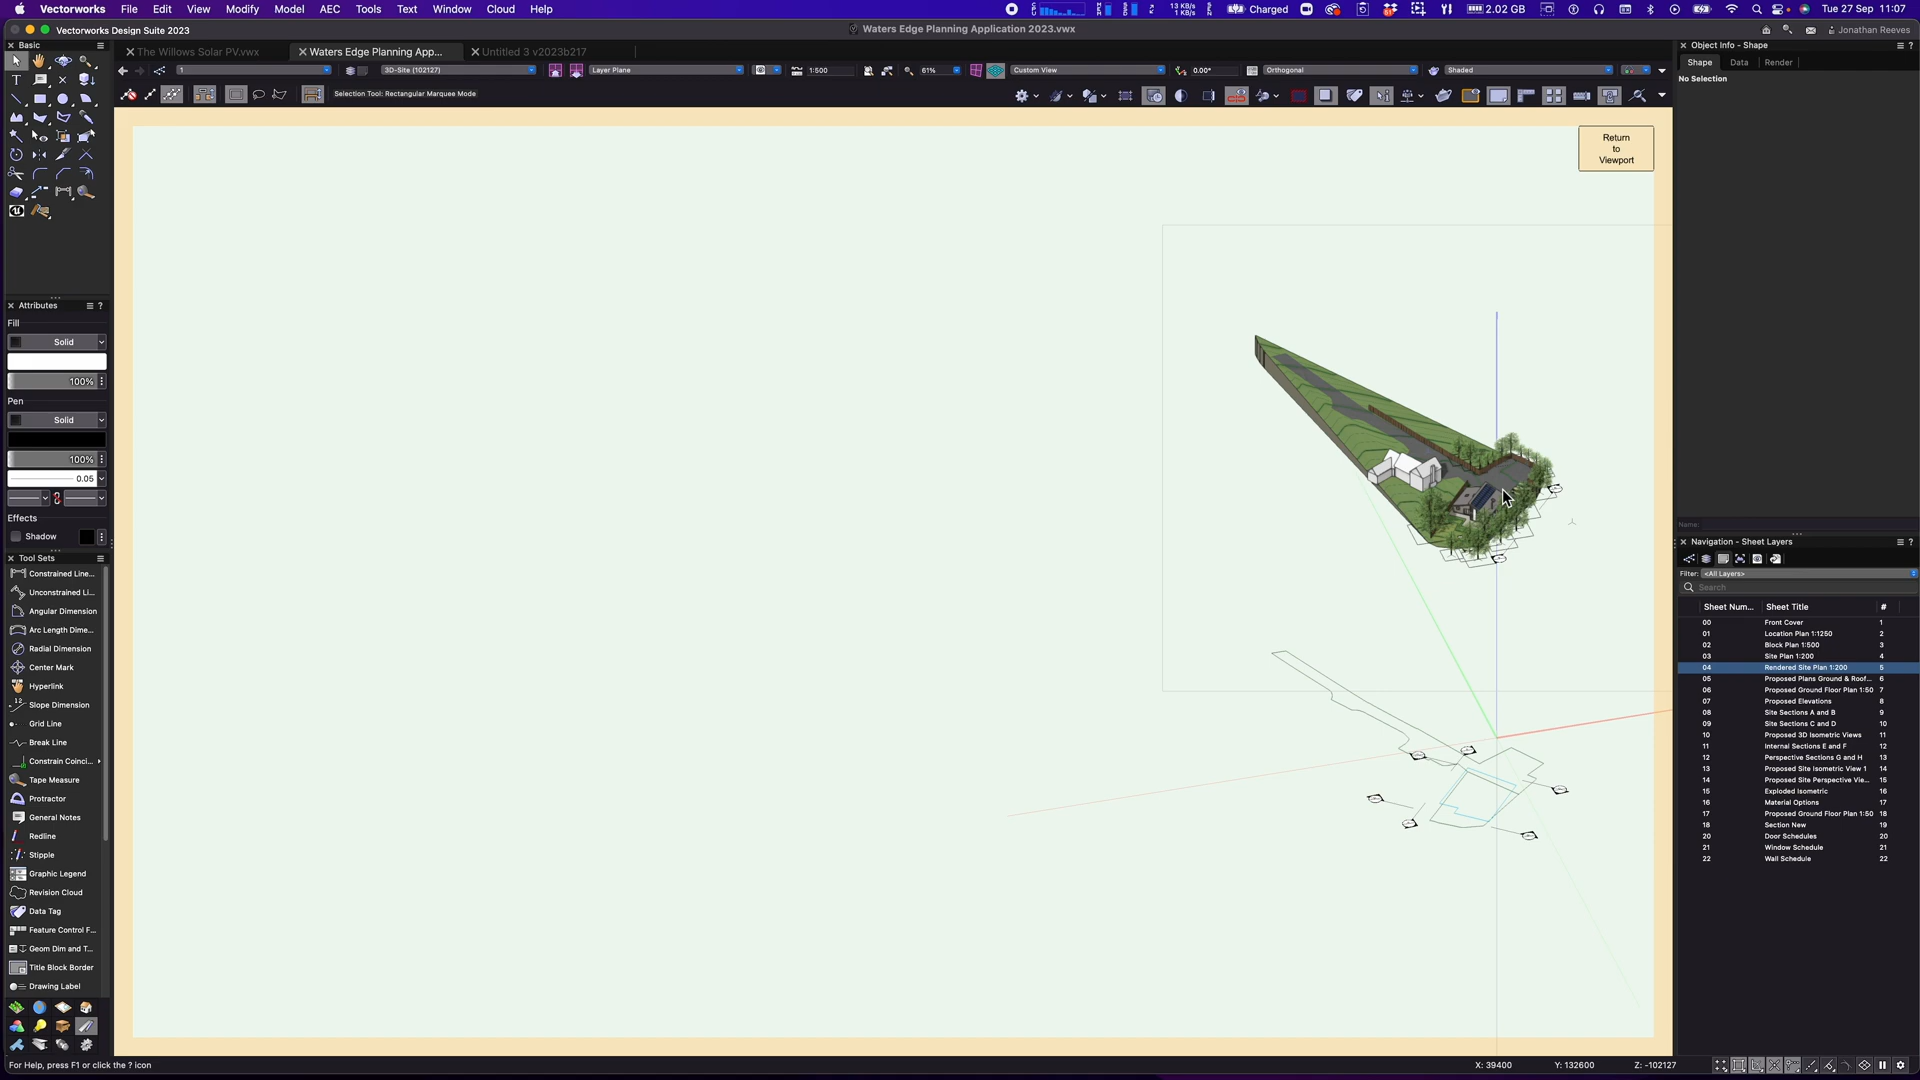 Vectorworks File Edit View Modify Model AEC Tools Text Window Cloud Help
13 KB/s
1 KB/s
Charged
2.02 GB
Tue 27 Sep 11:07
Vectorworks Design Suite 2023
Waters Edge Planning Application 2023.vwx
Jonathan Reeves
Basic
The Willows Solar PV.vwx
Waters Edge Planning App...
Untitled 3 v2023b217
1
3D-Site (102127)
Layer Plane
1:500
61%
Custom View
0.00°
Orthogonal
Shaded
Selection Tool: Rectangular Marquee Mode
Return
to
Viewport
Attributes
Fill
Solid
100%
Pen
Solid
100%
0.05
Effects
Shadow
Tool Sets
Constrained Line...
Unconstrained Li...
Angular Dimension
Arc Length Dime...
Radial Dimension
Center Mark
Hyperlink
Slope Dimension
Grid Line
Break Line
Constrain Coinci...
Tape Measure
Protractor
General Notes
Redline
Stipple
Graphic Legend
Revision Cloud
Data Tag
Feature Control F...
Geom Dim and T...
Title Block Border
Drawing Label
For Help, press F1 or click the ? icon
X: 39400
Y: 132600
Z: -102127
Object Info - Shape
Shape Data Render
No Selection
Name:
Navigation - Sheet Layers
Filter: <All Layers>
Search
Sheet Num... Sheet Title #
00 Front Cover 1
01 Location Plan 1:1250 2
02 Block Plan 1:500 3
03 Site Plan 1:200 4
04 Rendered Site Plan 1:200 5
05 Proposed Plans Ground & Roof... 6
06 Proposed Ground Floor Plan 1:50 7
07 Proposed Elevations 8
08 Site Sections A and B 9
09 Site Sections C and D 10
10 Proposed 3D Isometric Views 11
11 Internal Sections E and F 12
12 Perspective Sections G and H 13
13 Proposed Site Isometric View 1 14
14 Proposed Site Perspective Vie... 15
15 Exploded Isometric 16
16 Material Options 17
17 Proposed Ground Floor Plan 1:50 18
18 Section New 19
20 Door Schedules 20
21 Window Schedule 21
22 Wall Schedule 22